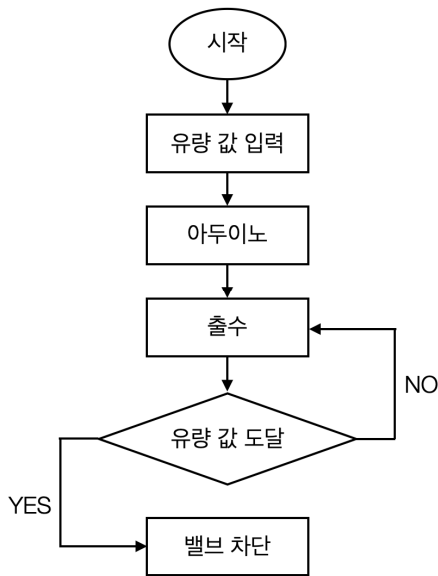 시작
유량 값 입력
아두이노
출수
NO
유량 값 도달
YES
밸브 차단